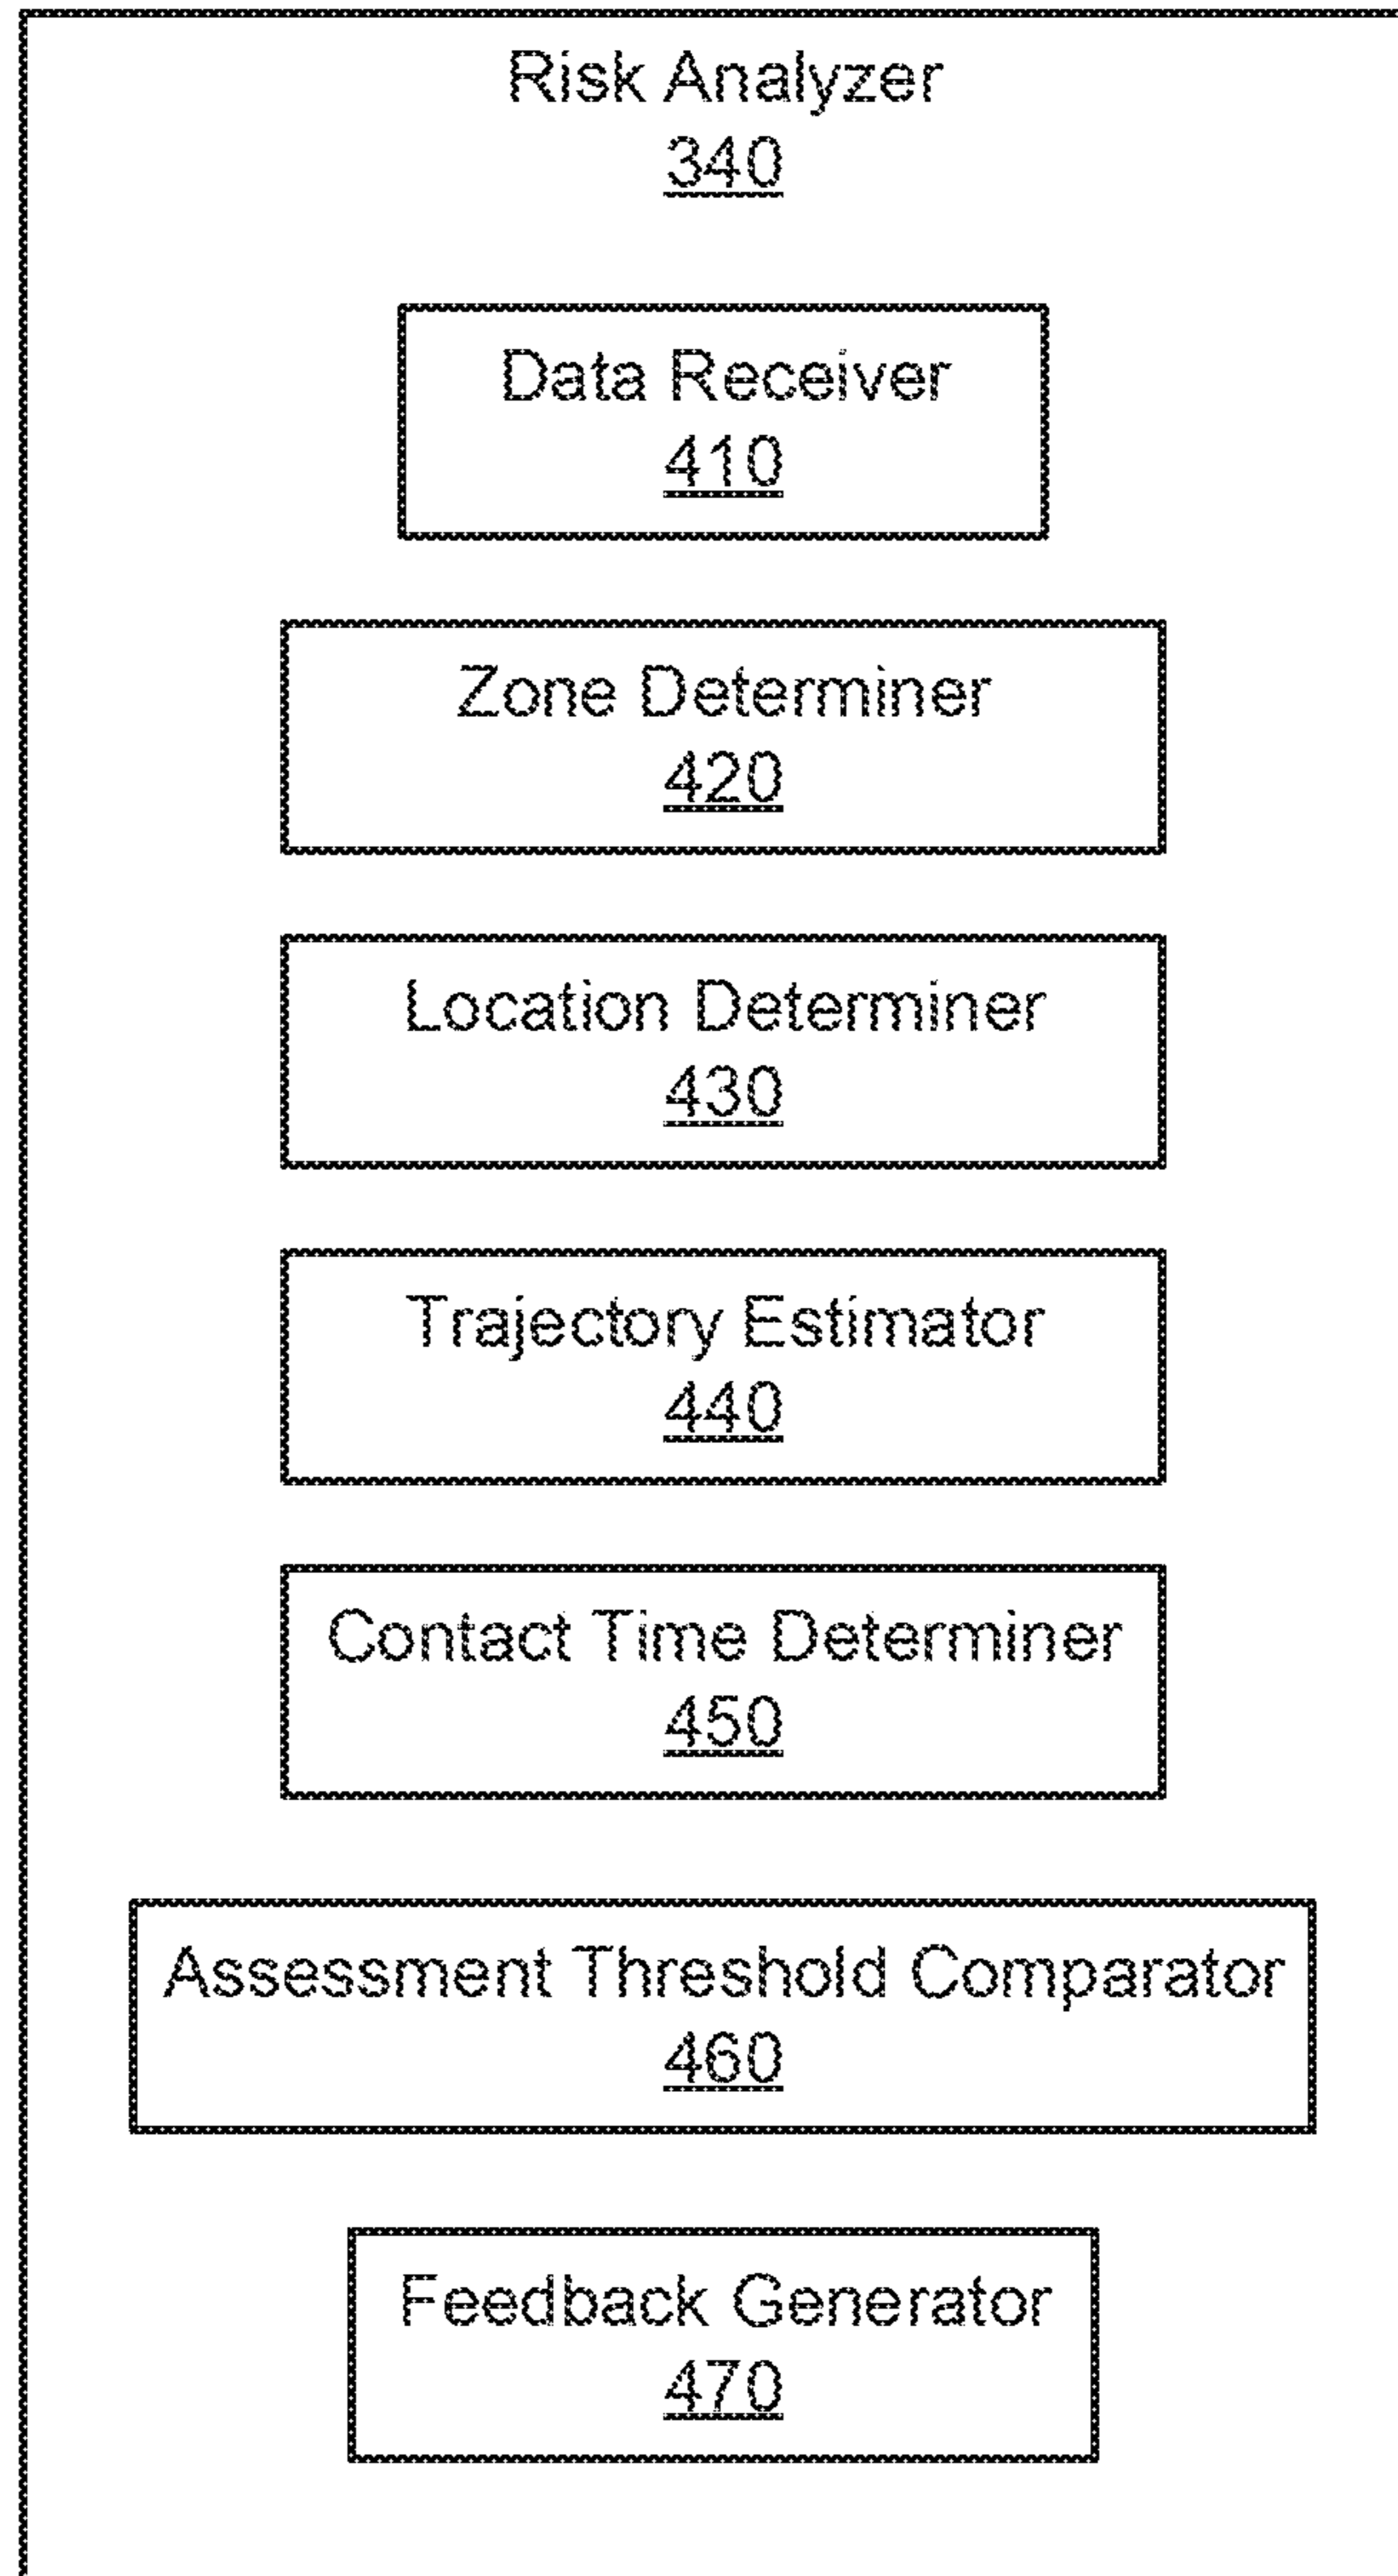 Risk Analyzer
340
Data Receiver
410
Zone Determiner
420
Location Determiner
430
Trajectory Estimator
440
Contact Time Determiner
450
Assessment Threshold Comparator
460
Feedback Generator
470